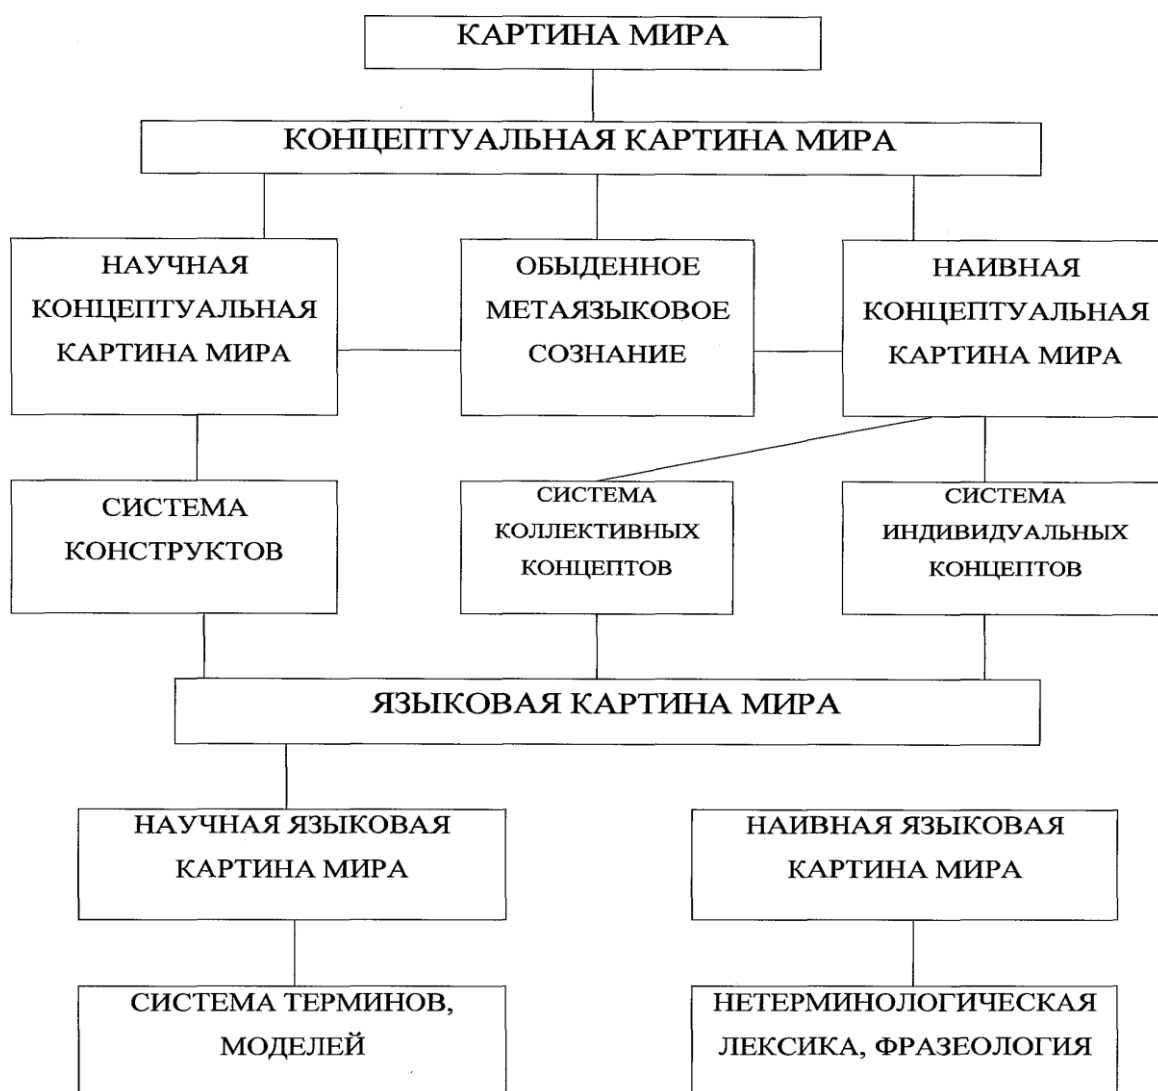 КАРТИНА МИРА
КОНЦЕПТУАЛЬНАЯ КАРТИНА МИРА
НАУЧНАЯ
КОНЦЕПТУАЛЬНАЯ
КАРТИНА МИРА
ОБЫДЕННОЕ
МЕТАЯЗЫКОВОЕ
СОЗНАНИЕ
НАИВНАЯ
КОНЦЕПТУАЛЬНАЯ
КАРТИНА МИРА
СИСТЕМА
КОНСТРУКТОВ
СИСТЕМА
КОЛЛЕКТИВНЫХ
КОНЦЕПТОВ
СИСТЕМА
ИНДИВИДУАЛЬНЫХ
КОНЦЕПТОВ
ЯЗЫКОВАЯ КАРТИНА МИРА
НАУЧНАЯ ЯЗЫКОВАЯ
КАРТИНА МИРА
НАИВНАЯ ЯЗЫКОВАЯ
КАРТИНА МИРА
СИСТЕМА ТЕРМИНОВ,
МОДЕЛЕЙ
НЕТЕРМИНОЛОГИЧЕСКАЯ
ЛЕКСИКА, ФРАЗЕОЛОГИЯ